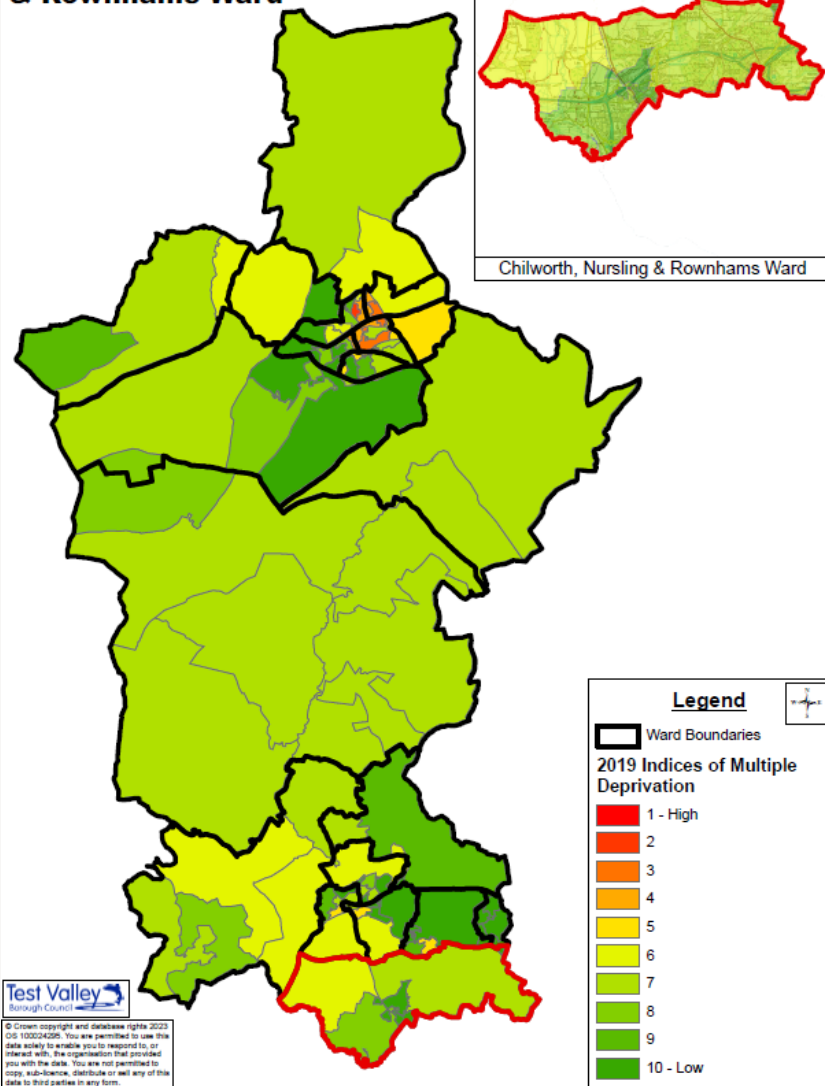 & Rownhams Ward
Chilworth, Nursling & Rownhams Ward
Legend
N
W E
S
Ward Boundaries
2019 Indices of Multiple
Deprivation
1 - High
2
3
4
5
6
7
8
9
10 - Low
Test Valley
Borough Council
© Crown copyright and database rights 2023
OS 100024295. You are permitted to use this
data solely to enable you to respond to, or
interact with, the organisation that provided
you with the data. You are not permitted to
copy, sub-licence, distribute or sell any of this
data to third parties in any form.